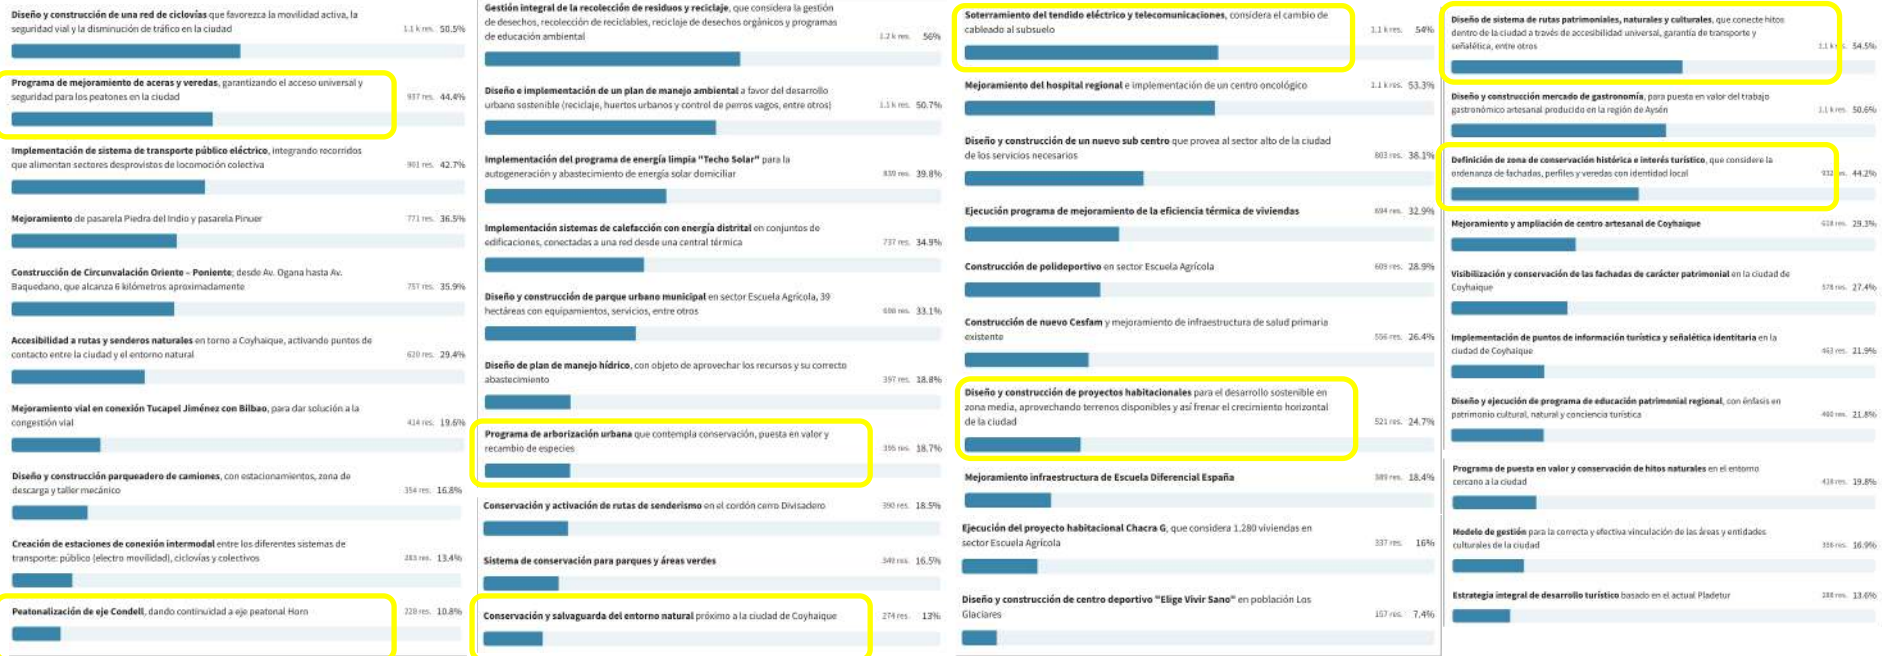 Diseño y construcción de una red de ciclovías que favorezca la movilidad activa, la
seguridad vial y la disminución de tráfico en la ciudad
1.1 k res. 50.5%
Programa de mejoramiento de aceras y veredas, garantizando el acceso universal y
seguridad para los peatones en la ciudad
937 res. 44.4%
Implementación de sistema de transporte público eléctrico, integrando recorridos
que alimentan sectores desprovistos de locomoción colectiva
901 res. 42.7%
Mejoramiento de pasarela Piedra del Indio y pasarela Pinuer
771 res. 36.5%
Construcción de Circunvalación Oriente – Poniente; desde Av. Ogana hasta Av.
Baquedano, que alcanza 6 kilómetros aproximadamente
757 res. 35.9%
Accesibilidad a rutas y senderos naturales en torno a Coyhaique, activando puntos de
contacto entre la ciudad y el entorno natural
620 res. 29.4%
Mejoramiento vial en conexión Tucapel Jiménez con Bilbao, para dar solución a la
congestión vial
414 res. 19.6%
Diseño y construcción parqueadero de camiones, con estacionamientos, zona de
descarga y taller mecánico
354 res. 16.8%
Creación de estaciones de conexión intermodal entre los diferentes sistemas de
transporte: público (electro movilidad), ciclovías y colectivos
283 res. 13.4%
Peatonalización de eje Condell, dando continuidad a eje peatonal Horn
228 res. 10.8%
Gestión integral de la recolección de residuos y reciclaje, que considera la gestión
de desechos, recolección de reciclables, reciclaje de desechos orgánicos y programas
de educación ambiental
1.2 k res. 56%
Diseño e implementación de un plan de manejo ambiental a favor del desarrollo
urbano sostenible (reciclaje, huertos urbanos y control de perros vagos, entre otros)
1.1 k res. 50.7%
Implementación del programa de energía limpia "Techo Solar" para la
autogeneración y abastecimiento de energía solar domiciliar
839 res. 39.8%
Implementación sistemas de calefacción con energía distrital en conjuntos de
edificaciones, conectadas a una red desde una central térmica
737 res. 34.9%
Diseño y construcción de parque urbano municipal en sector Escuela Agrícola, 39
hectáreas con equipamientos, servicios, entre otros
698 res. 33.1%
Diseño de plan de manejo hídrico, con objeto de aprovechar los recursos y su correcto
abastecimiento
397 res. 18.8%
Programa de arborización urbana que contempla conservación, puesta en valor y
recambio de especies
395 res. 18.7%
Conservación y activación de rutas de senderismo en el cordón cerro Divisadero
390 res. 18.5%
Sistema de conservación para parques y áreas verdes
349 res. 16.5%
Conservación y salvaguarda del entorno natural próximo a la ciudad de Coyhaique
274 res. 13%
Soterramiento del tendido eléctrico y telecomunicaciones, considera el cambio de
cableado al subsuelo
1.1 k res. 54%
Mejoramiento del hospital regional e implementación de un centro oncológico
1.1 k res. 53.3%
Diseño y construcción de un nuevo sub centro que provea al sector alto de la ciudad
de los servicios necesarios
803 res. 38.1%
Ejecución programa de mejoramiento de la eficiencia térmica de viviendas
694 res. 32.9%
Construcción de polideportivo en sector Escuela Agrícola
609 res. 28.9%
Construcción de nuevo Cesfam y mejoramiento de infraestructura de salud primaria
existente
556 res. 26.4%
Diseño y construcción de proyectos habitacionales para el desarrollo sostenible en
zona media, aprovechando terrenos disponibles y así frenar el crecimiento horizontal
de la ciudad
521 res. 24.7%
Mejoramiento infraestructura de Escuela Diferencial España
389 res. 18.4%
Ejecución del proyecto habitacional Chacra G, que considera 1.280 viviendas en
sector Escuela Agrícola
337 res. 16%
Diseño y construcción de centro deportivo "Elige Vivir Sano" en población Los
Glaciares
157 res. 7.4%
Diseño de sistema de rutas patrimoniales, naturales y culturales, que conecte hitos
dentro de la ciudad a través de accesibilidad universal, garantía de transporte y
señalética, entre otros
54.5%
Diseño y construcción mercado de gastronomía, para puesta en valor del trabajo
gastronómico artesanal producido en la región de Aysén
1.1 k res. 50.6%
Definición de zona de conservación histórica e interés turístico, que considere la
ordenanza de fachadas, perfiles y veredas con identidad local
44.2%
Mejoramiento y ampliación de centro artesanal de Coyhaique
618 res. 29.3%
Visibilización y conservación de las fachadas de carácter patrimonial en la ciudad de
Coyhaique
578 res. 27.4%
Implementación de puntos de información turística y señalética identitaria en la
ciudad de Coyhaique
463 res. 21.9%
Diseño y ejecución de programa de educación patrimonial regional, con énfasis en
patrimonio cultural, natural y conciencia turística
460 res. 21.8%
Programa de puesta en valor y conservación de hitos naturales en el entorno
cercano a la ciudad
418 res. 19.8%
Modelo de gestión para la correcta y efectiva vinculación de las áreas y entidades
culturales de la ciudad
356 res. 16.9%
Estrategia integral de desarrollo turístico basado en el actual Pladetur
288 res. 13.6%